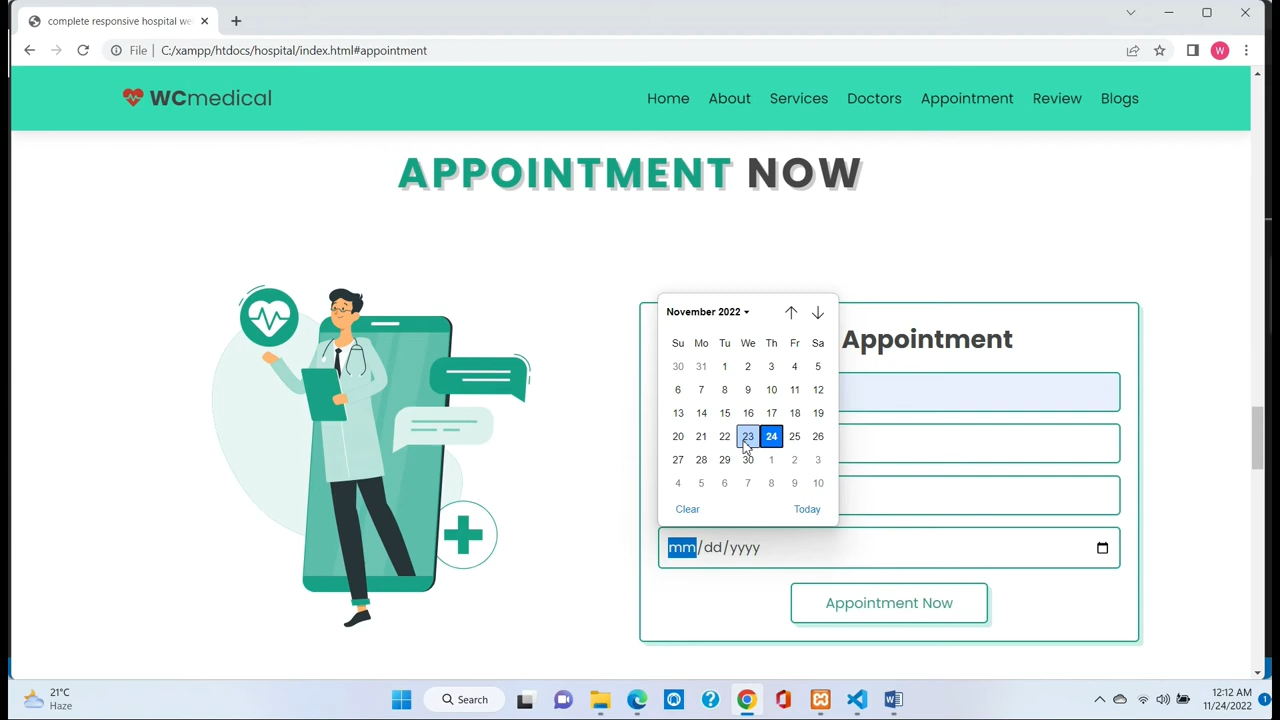 complete responsive hospital we
File
C:/xampp/htdocs/hospital/index.html#appointment
W
WCmedical
Home About Services Doctors Appointment Review Blogs
APPOINTMENT NOW
Appointment
November 2022
Su Mo Tu We Th Fr Sa
30 31 1 2 3 4 5
6 7 8 9 10 11 12
13 14 15 16 17 18 19
20 21 22 23 24 25 26
27 28 29 30 1 2 3
4 5 6 7 8 9 10
Clear Today
mm/dd/yyyy
Appointment Now
21°C
Haze
Search
12:12 AM
11/24/2022
1